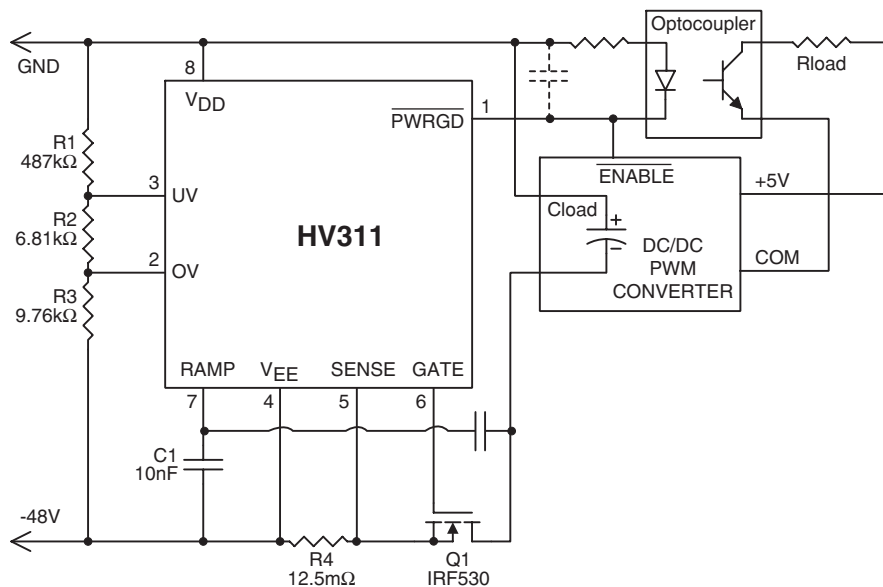 Optocoupler
GND
Rload
8
VDD
1
PWRGD
R1
487kΩ
ENABLE
+5V
3
UV
Cload
+
R2
6.81kΩ
HV311
–
DC/DC
PWM
CONVERTER
COM
2
OV
R3
9.76kΩ
RAMP
VEE
SENSE
GATE
7
4
5
6
C1
10nF
-48V
R4
12.5mΩ
Q1
IRF530